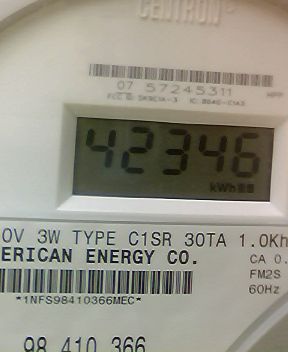 CENTRON
07 57245311
42346
kWh
0V 3W TYPE C1SR 30TA 1.0Kh
ERICAN ENERGY CO.
CA 0.
FM2S
60Hz
*1NFS98410366MEC*
98 410 366